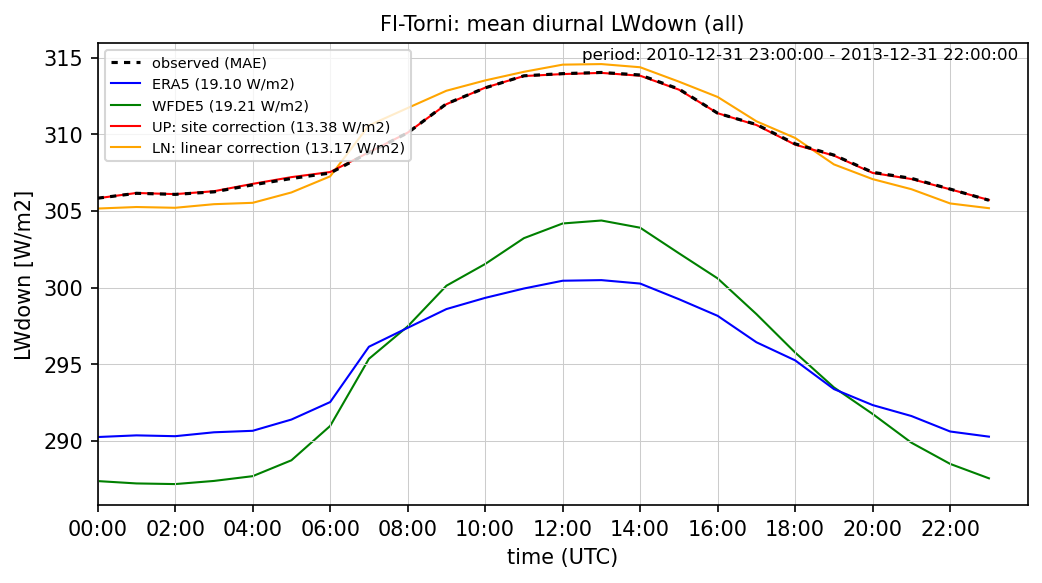 FI-Torni: mean diurnal LWdown (all)
period: 2010-12-31 23:00:00 - 2013-12-31 22:00:00
observed (MAE)
ERA5 (19.10 W/m2)
WFDE5 (19.21 W/m2)
UP: site correction (13.38 W/m2)
LN: linear correction (13.17 W/m2)
LWdown [W/m2]
315
310
305
300
295
290
00:00 02:00 04:00 06:00 08:00 10:00 12:00 14:00 16:00 18:00 20:00 22:00
time (UTC)